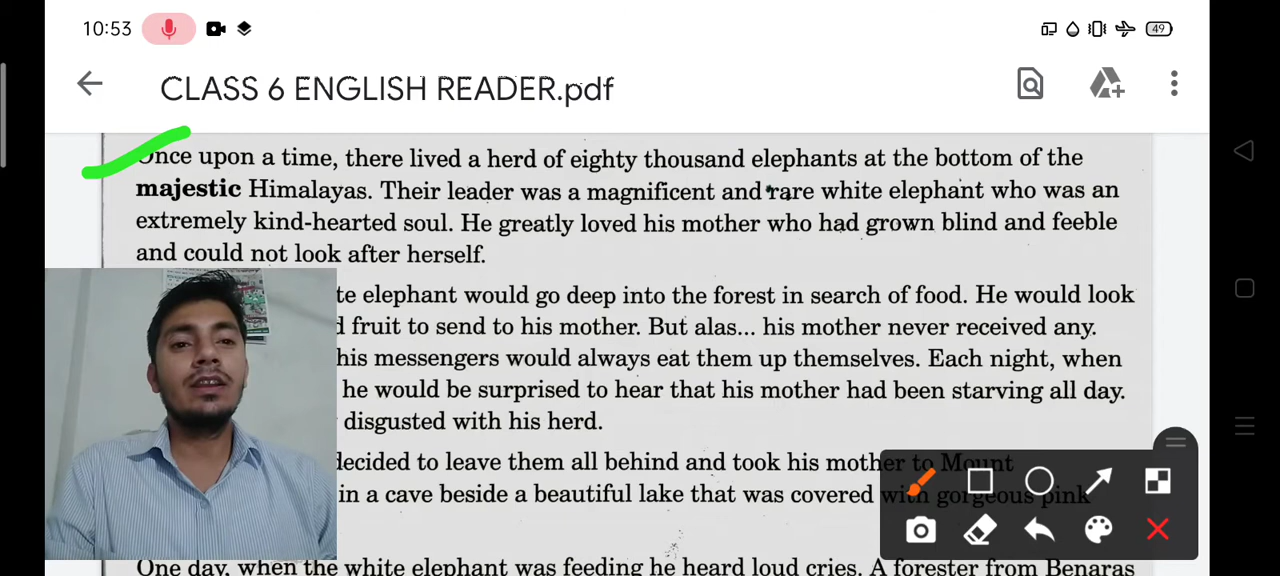 10:53
49
CLASS 6 ENGLISH READER.pdf
Once upon a time, there lived a herd of eighty thousand elephants at the bottom of the
majestic Himalayas. Their leader was a magnificent and rare white elephant who was an
extremely kind-hearted soul. He greatly loved his mother who had grown blind and feeble
and could not look after herself.
elephant would go deep into the forest in search of food. He would look
fruit to send to his mother. But alas... his mother never received any.
his messengers would always eat them up themselves. Each night, when
he would be surprised to hear that his mother had been starving all day.
disgusted with his herd.
decided to leave them all behind and took his mother to Mount
in a cave beside a beautiful lake that was covered with gorgeous pink
One day, when the white elephant was feeding he heard loud cries. A forester from Benaras